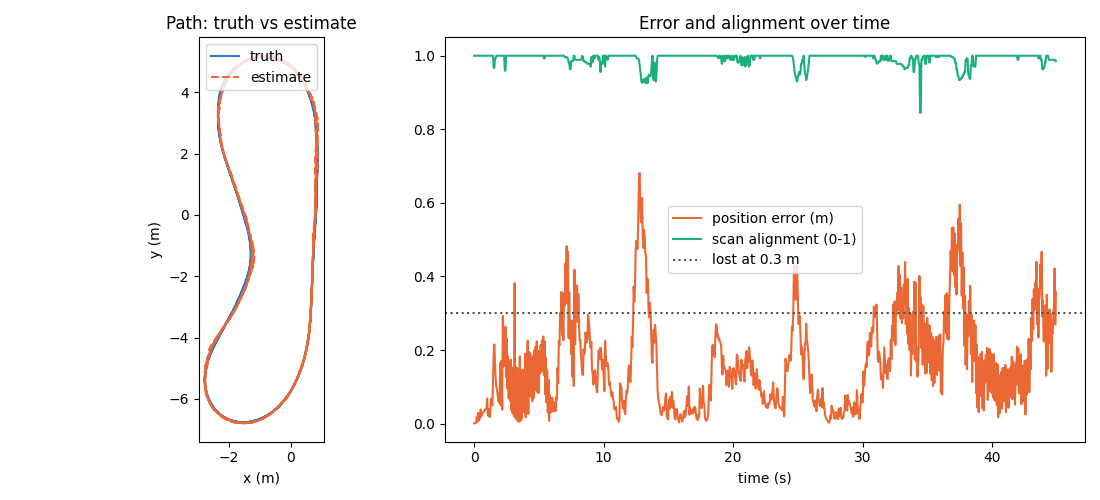 Path: truth vs estimate
truth
estimate
4
2
0
−2
−4
−6
−2 0
x (m)
y (m)
Error and alignment over time
1.0
0.8
0.6
0.4
0.2
0.0
position error (m)
scan alignment (0-1)
lost at 0.3 m
0 10 20 30 40
time (s)